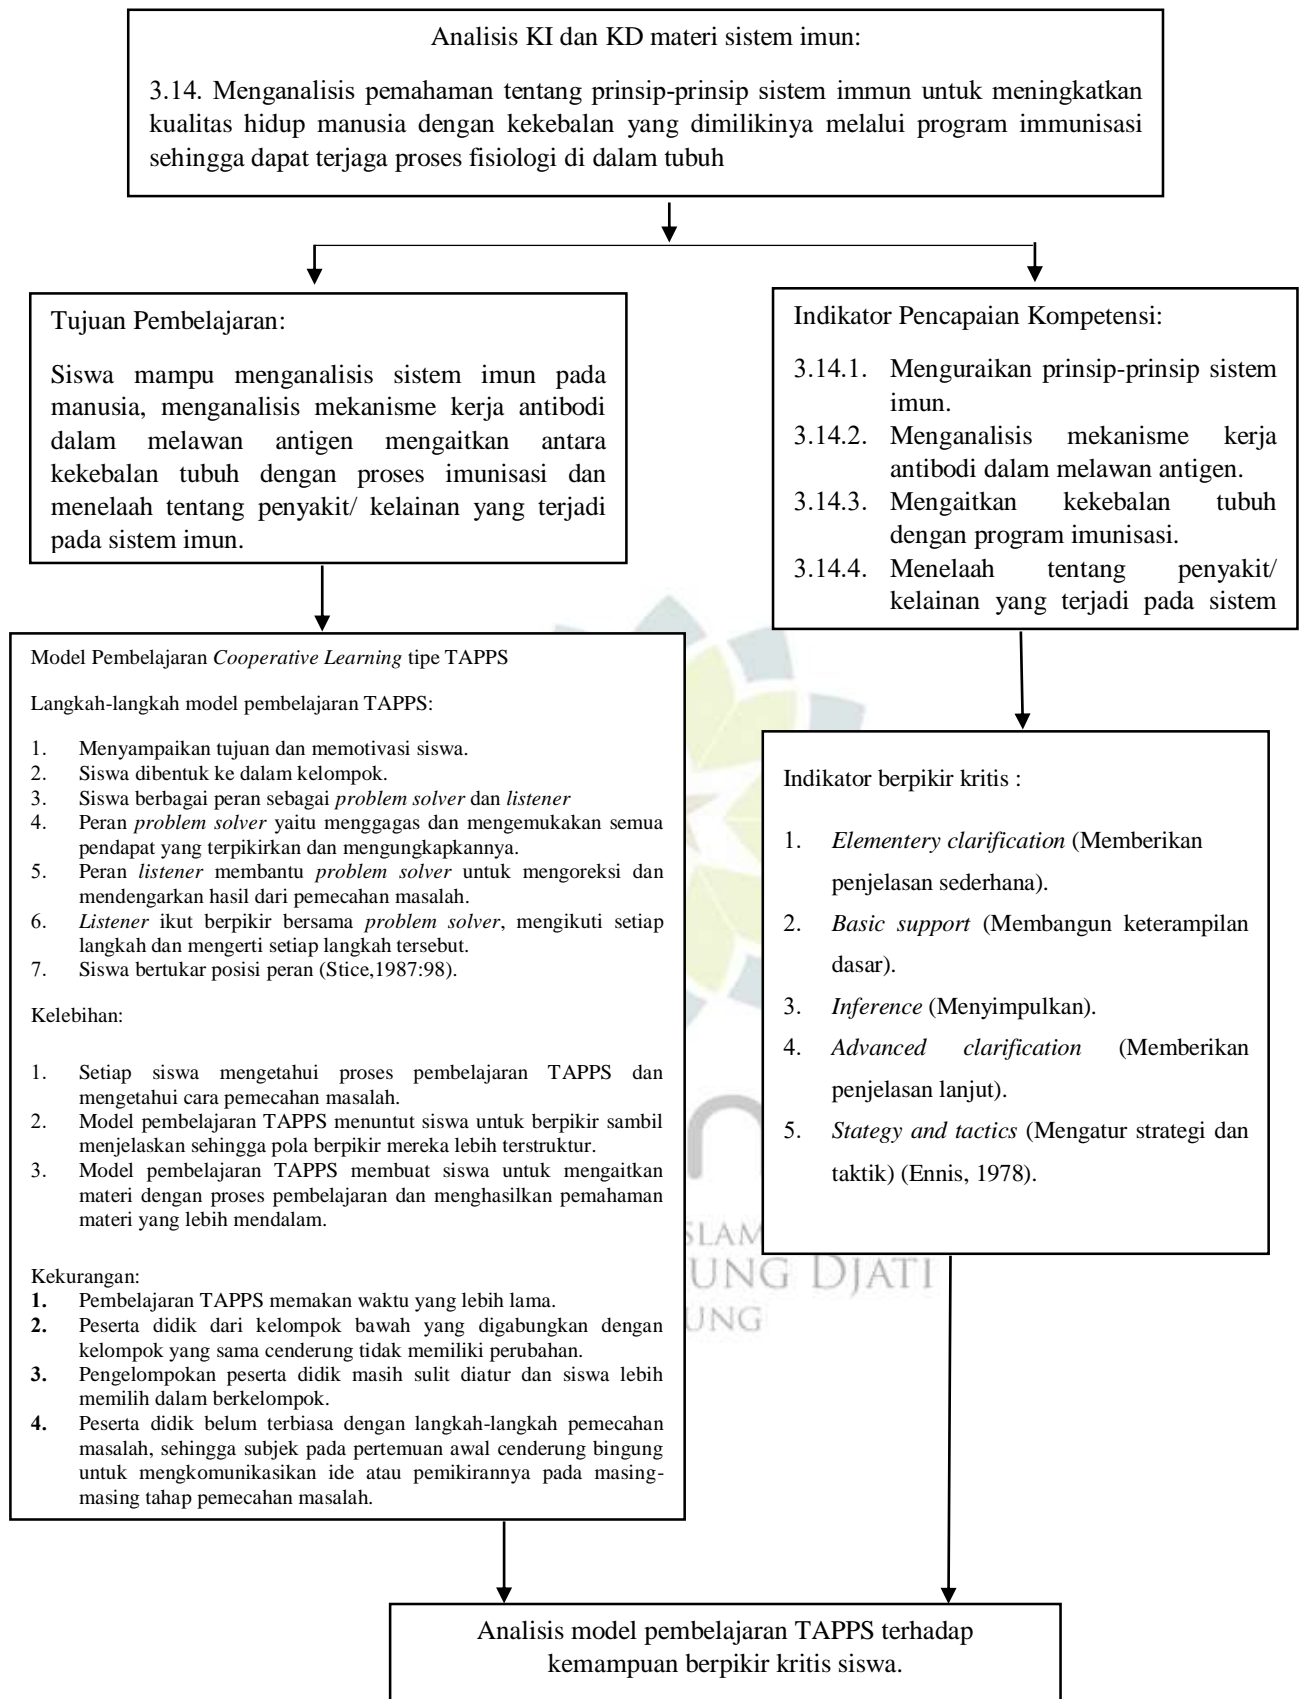 Analisis KI dan KD materi sistem imun:
3.14. Menganalisis pemahaman tentang prinsip-prinsip sistem immun untuk meningkatkan
kualitas hidup manusia dengan kekebalan yang dimilikinya melalui program immunisasi
sehingga dapat terjaga proses fisiologi di dalam tubuh
Tujuan Pembelajaran:
Siswa mampu menganalisis sistem imun pada
manusia, menganalisis mekanisme kerja antibodi
dalam melawan antigen mengaitkan antara
kekebalan tubuh dengan proses imunisasi dan
menelaah tentang penyakit/ kelainan yang terjadi
pada sistem imun.
Indikator Pencapaian Kompetensi:
3.14.1. Menguraikan prinsip-prinsip sistem
imun.
3.14.2. Menganalisis mekanisme kerja
antibodi dalam melawan antigen.
3.14.3. Mengaitkan kekebalan tubuh
dengan program imunisasi.
3.14.4. Menelaah tentang penyakit/
kelainan yang terjadi pada sistem
Model Pembelajaran Cooperative Learning tipe TAPPS
Langkah-langkah model pembelajaran TAPPS:
1. Menyampaikan tujuan dan memotivasi siswa.
2. Siswa dibentuk ke dalam kelompok.
3. Siswa berbagai peran sebagai problem solver dan listener
4. Peran problem solver yaitu menggagas dan mengemukakan semua
pendapat yang terpikirkan dan mengungkapkannya.
5. Peran listener membantu problem solver untuk mengoreksi dan
mendengarkan hasil dari pemecahan masalah.
6. Listener ikut berpikir bersama problem solver, mengikuti setiap
langkah dan mengerti setiap langkah tersebut.
7. Siswa bertukar posisi peran (Stice,1987:98).
Kelebihan:
1. Setiap siswa mengetahui proses pembelajaran TAPPS dan
mengetahui cara pemecahan masalah.
2. Model pembelajaran TAPPS menuntut siswa untuk berpikir sambil
menjelaskan sehingga pola berpikir mereka lebih terstruktur.
3. Model pembelajaran TAPPS membuat siswa untuk mengaitkan
materi dengan proses pembelajaran dan menghasilkan pemahaman
materi yang lebih mendalam.
Kekurangan:
1. Pembelajaran TAPPS memakan waktu yang lebih lama.
2. Peserta didik dari kelompok bawah yang digabungkan dengan
kelompok yang sama cenderung tidak memiliki perubahan.
3. Pengelompokan peserta didik masih sulit diatur dan siswa lebih
memilih dalam berkelompok.
4. Peserta didik belum terbiasa dengan langkah-langkah pemecahan
masalah, sehingga subjek pada pertemuan awal cenderung bingung
untuk mengkomunikasikan ide atau pemikirannya pada masing-
masing tahap pemecahan masalah.
Indikator berpikir kritis :
1. Elementery clarification (Memberikan
penjelasan sederhana).
2. Basic support (Membangun keterampilan
dasar).
3. Inference (Menyimpulkan).
4. Advanced clarification (Memberikan
penjelasan lanjut).
5. Stategy and tactics (Mengatur strategi dan
taktik) (Ennis, 1978).
SLAM
UNG DJATI
UNG
Analisis model pembelajaran TAPPS terhadap
kemampuan berpikir kritis siswa.